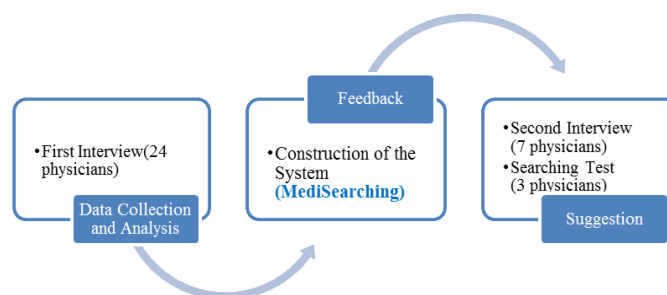 •First Interview(24
physicians)
Data Collection
and Analysis
Feedback
•Construction of the
System
(MediSearching)
•Second Interview
(7 physicians)
•Searching Test
(3 physicians)
Suggestion